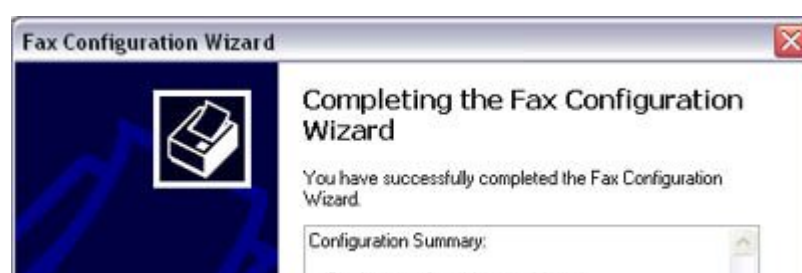 Fax Configuration Wizard
Completing the Fax Configuration
Wizard
You have successfully completed the Fax Configuration
Wizard.
Configuration Summary: